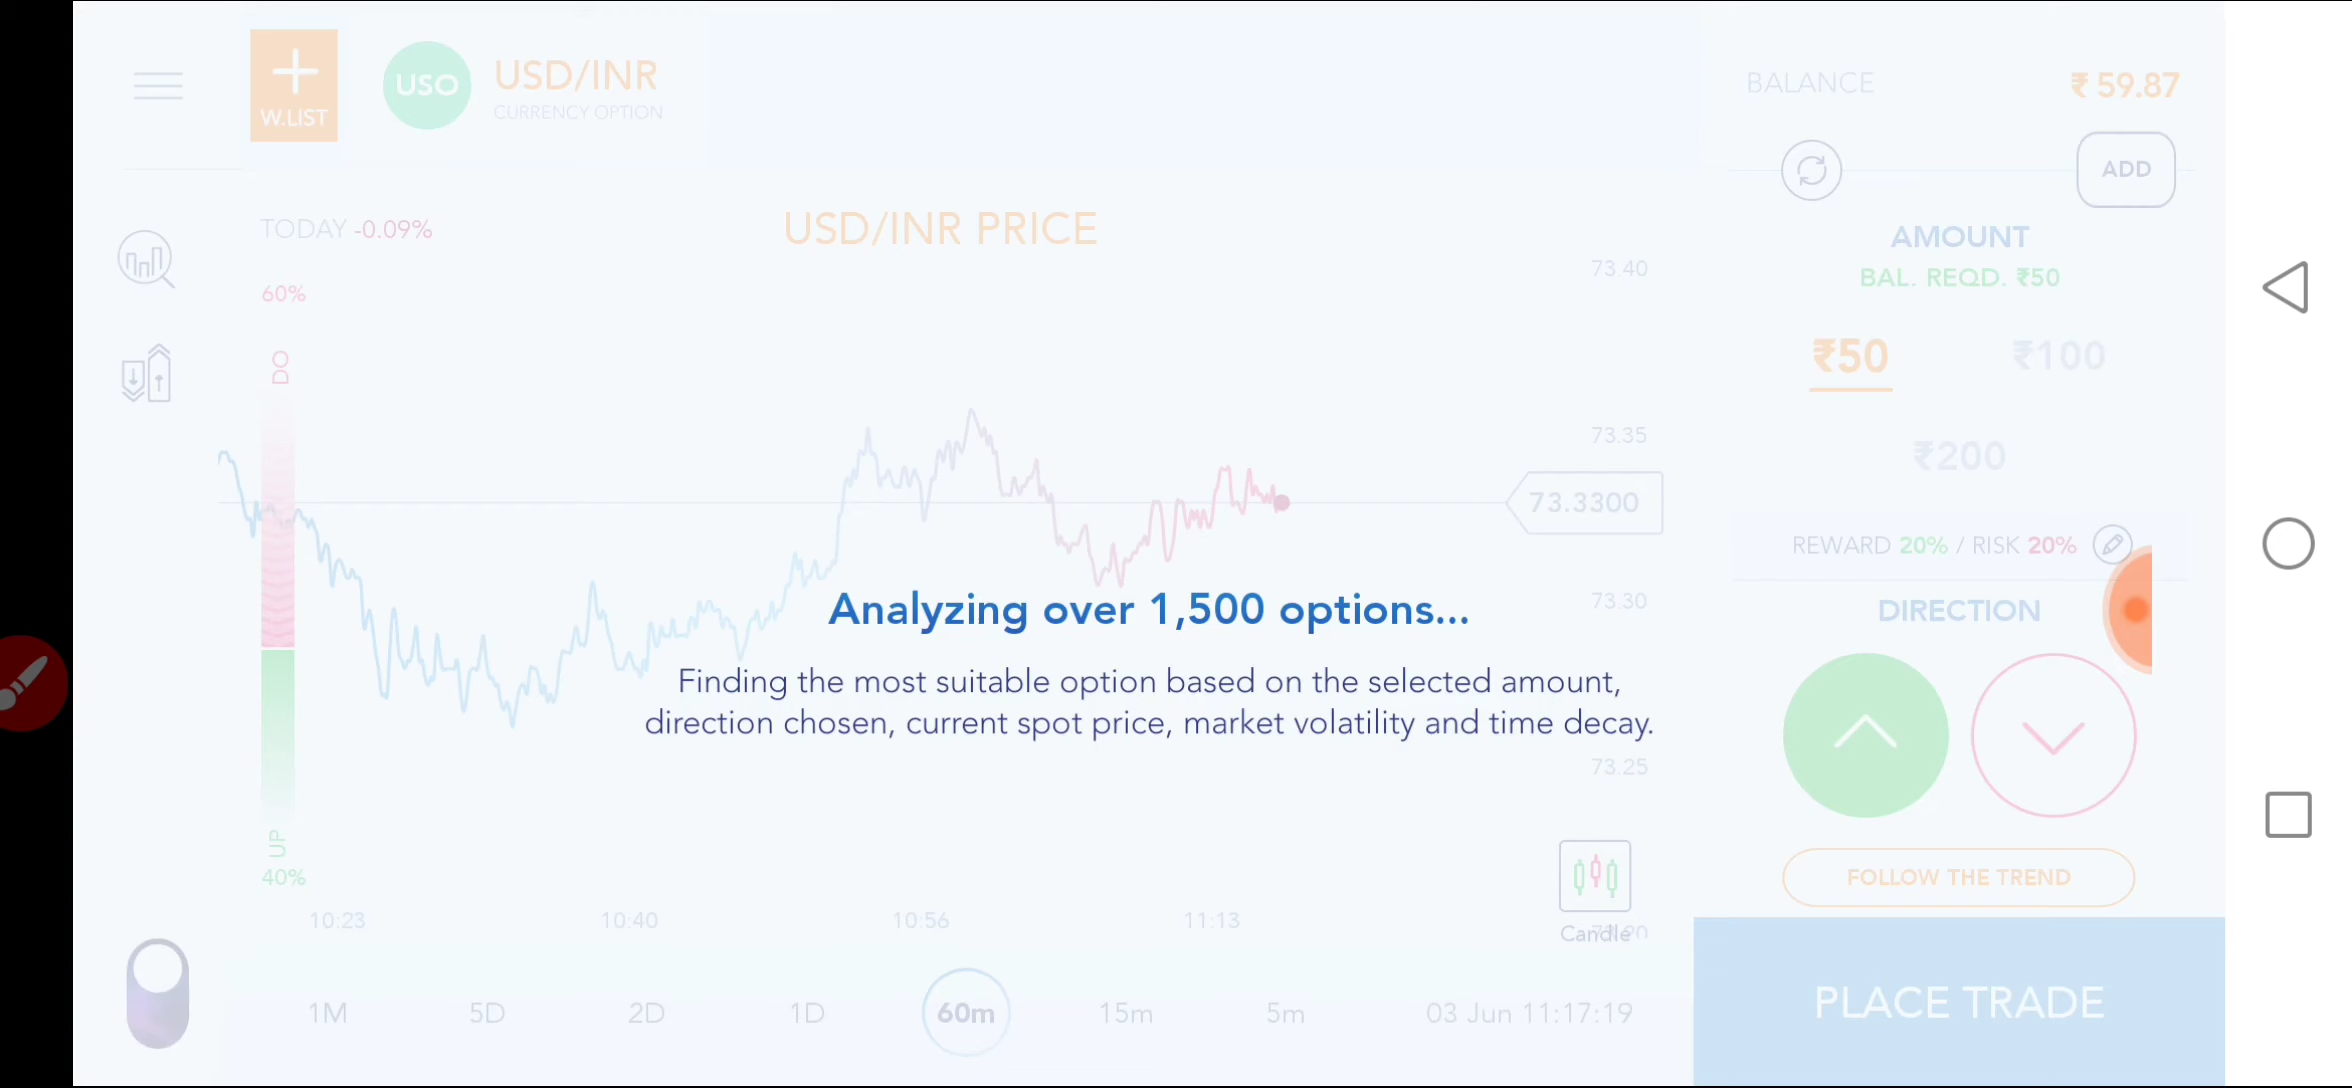 W.LIST
USO
USD/INR
CURRENCY OPTION
BALANCE
₹ 59.87
ADD
TODAY -0.09%
USD/INR PRICE
60%
DO
UP
40%
73.40
73.35
73.3300
73.30
73.25
AMOUNT
BAL. REQD. ₹50
₹50
₹100
₹200
REWARD 20% / RISK 20%
DIRECTION
Analyzing over 1,500 options...
Finding the most suitable option based on the selected amount,
direction chosen, current spot price, market volatility and time decay.
FOLLOW THE TREND
10:23
10:40
10:56
11:13
Candle
1M
5D
2D
1D
60m
15m
5m
03 Jun 11:17:19
PLACE TRADE